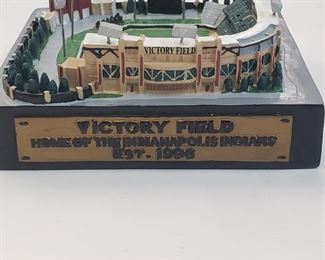 VICTORY FIELD
VICTORY FIELD
HOME OF THE INDIANAPOLIS INDIANS
EST. 1996